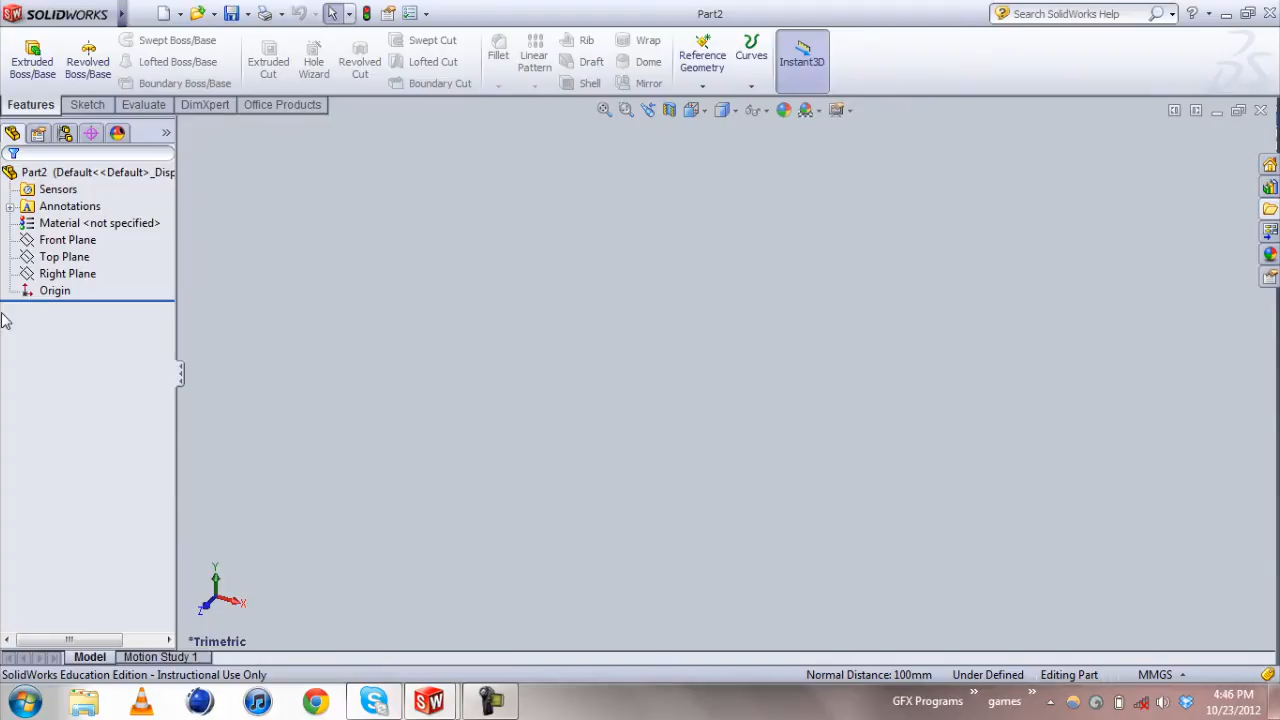 SOLIDWORKS
Part2
Search SolidWorks Help
Extruded Boss/Base
Revolved Boss/Base
Swept Boss/Base
Lofted Boss/Base
Boundary Boss/Base
Extruded Cut
Hole Wizard
Revolved Cut
Swept Cut
Lofted Cut
Boundary Cut
Fillet
Linear Pattern
Rib
Draft
Shell
Wrap
Dome
Mirror
Reference Geometry
Curves
Instant3D
Features Sketch Evaluate DimXpert Office Products
Part2 (Default<<Default>_Disp
Sensors
A Annotations
Material <not specified>
Front Plane
Top Plane
Right Plane
Origin
Y
X
Z
*Trimetric
Model Motion Study 1
SolidWorks Education Edition - Instructional Use Only
Normal Distance: 100mm Under Defined Editing Part MMGS
GFX Programs » games »
4:46 PM
10/23/2012